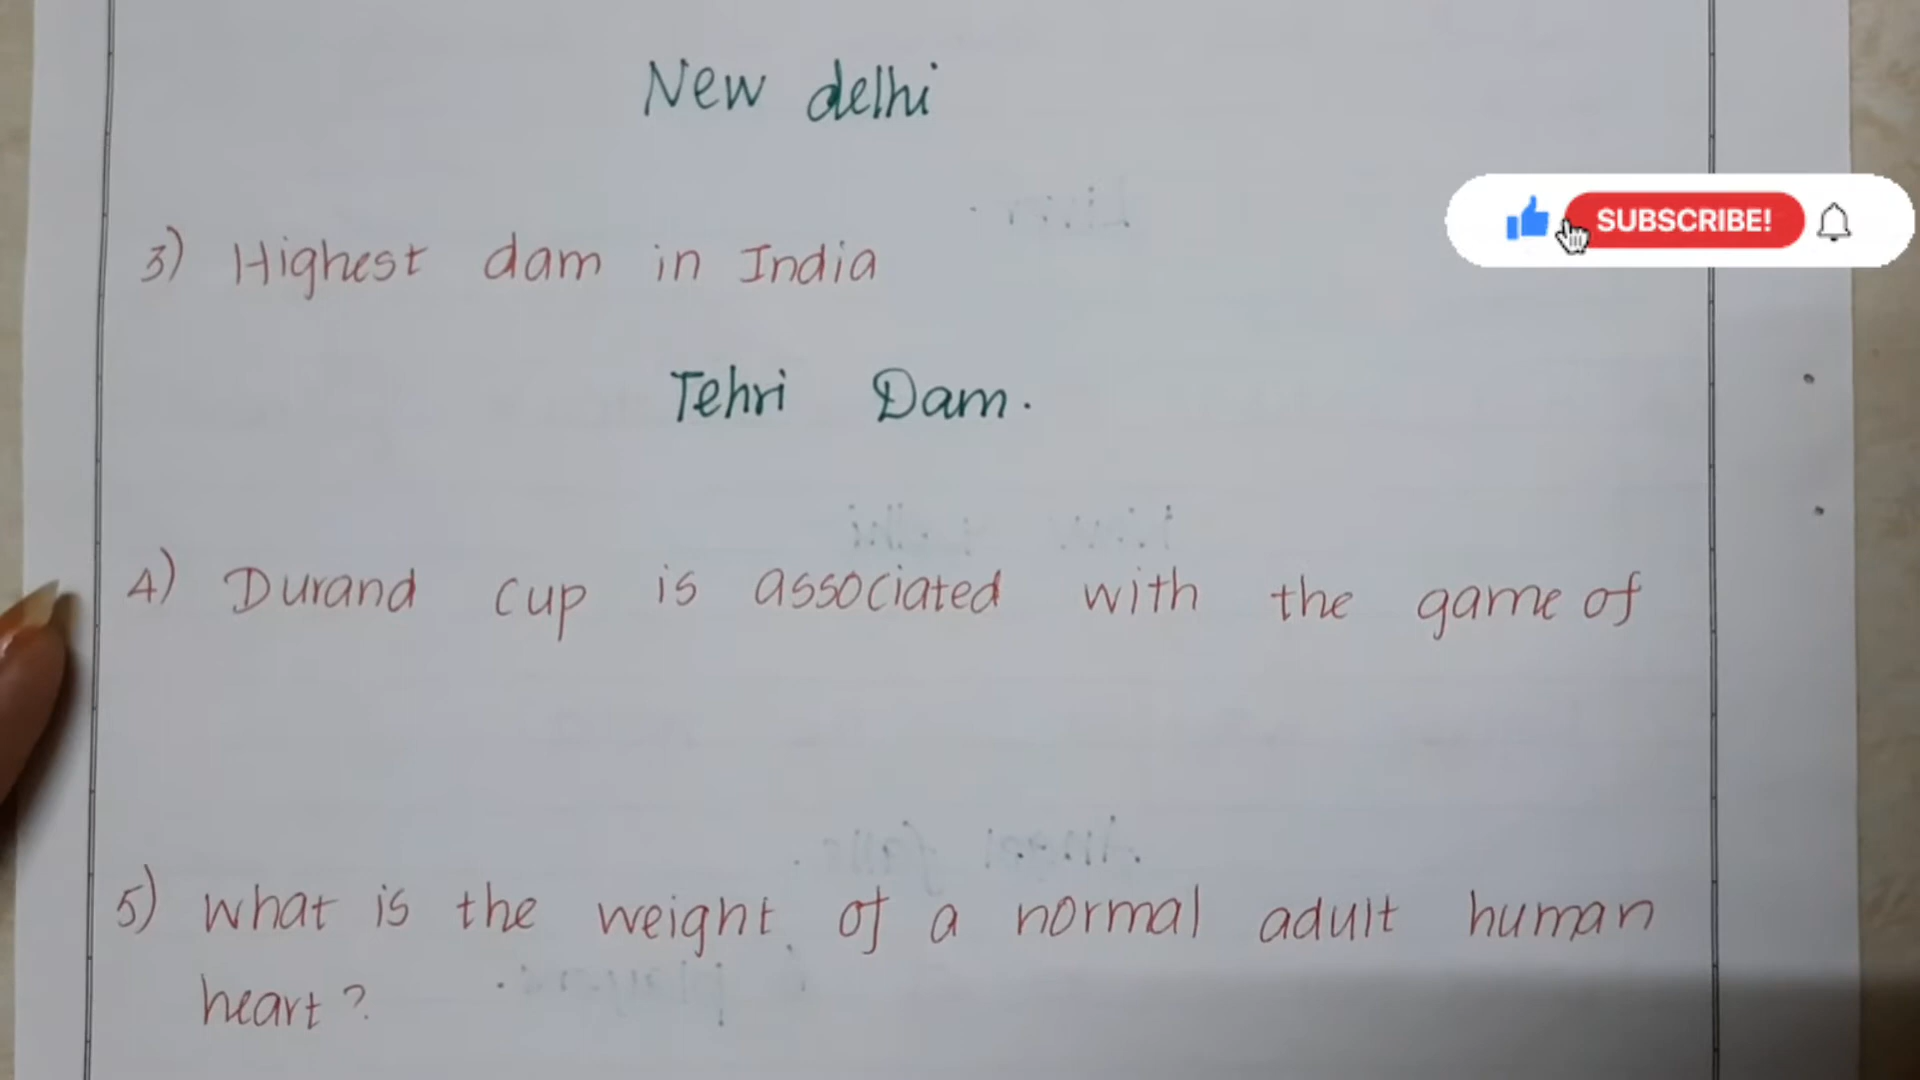 New delhi
3) Highest dam in India
SUBSCRIBE!
Tehri Dam.
4) Durand cup is associated with the game of
5) what is the weight of a normal adult human
heart?